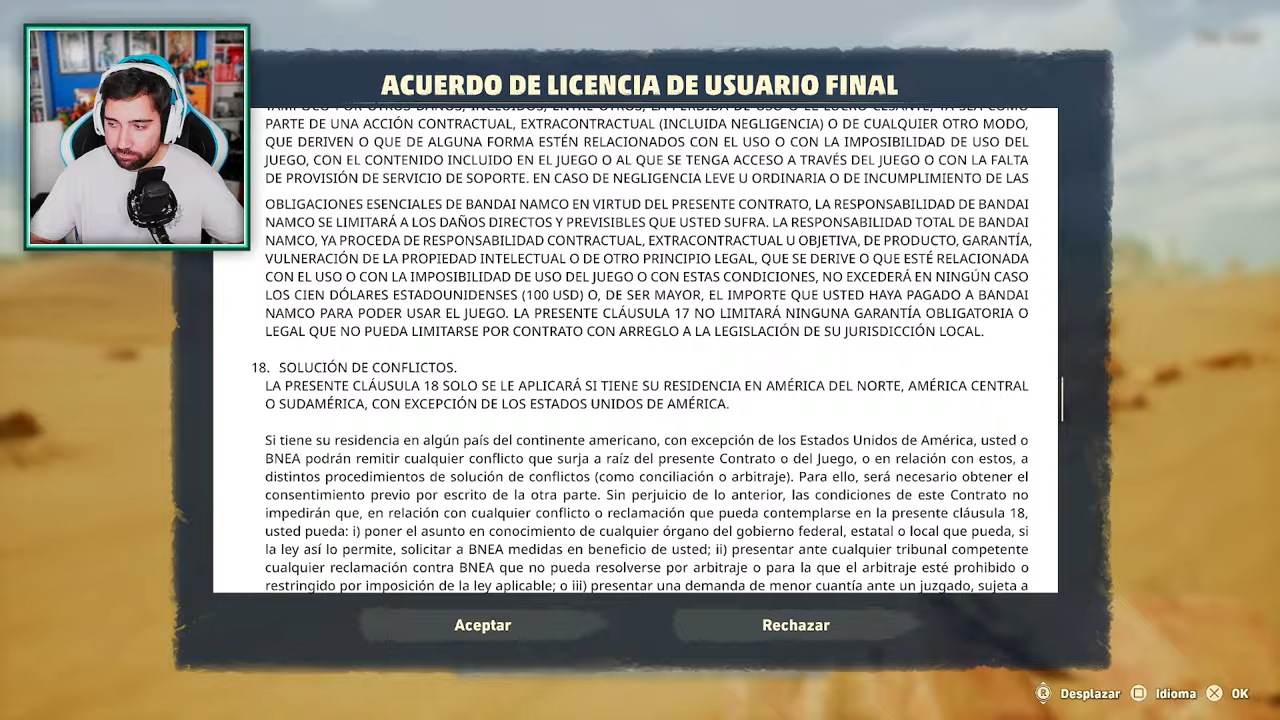 ACUERDO DE LICENCIA DE USUARIO FINAL
TAMPOCO POR OTROS DAÑOS, INCLUIDOS, ENTRE OTROS, LA PÉRDIDA DE USO O EL LUCRO CESANTE, YA SEA COMO
PARTE DE UNA ACCIÓN CONTRACTUAL, EXTRACONTRACTUAL (INCLUIDA NEGLIGENCIA) O DE CUALQUIER OTRO MODO,
QUE DERIVEN O QUE DE ALGUNA FORMA ESTÉN RELACIONADOS CON EL USO O CON LA IMPOSIBILIDAD DE USO DEL
JUEGO, CON EL CONTENIDO INCLUIDO EN EL JUEGO O AL QUE SE TENGA ACCESO A TRAVÉS DEL JUEGO O CON LA FALTA
DE PROVISIÓN DE SERVICIO DE SOPORTE. EN CASO DE NEGLIGENCIA LEVE U ORDINARIA O DE INCUMPLIMIENTO DE LAS
OBLIGACIONES ESENCIALES DE BANDAI NAMCO EN VIRTUD DEL PRESENTE CONTRATO, LA RESPONSABILIDAD DE BANDAI
NAMCO SE LIMITARÁ A LOS DAÑOS DIRECTOS Y PREVISIBLES QUE USTED SUFRA. LA RESPONSABILIDAD TOTAL DE BANDAI
NAMCO, YA PROCEDA DE RESPONSABILIDAD CONTRACTUAL, EXTRACONTRACTUAL U OBJETIVA, DE PRODUCTO, GARANTÍA,
VULNERACIÓN DE LA PROPIEDAD INTELECTUAL O DE OTRO PRINCIPIO LEGAL, QUE SE DERIVE O QUE ESTÉ RELACIONADA
CON EL USO O CON LA IMPOSIBILIDAD DE USO DEL JUEGO O CON ESTAS CONDICIONES, NO EXCEDERÁ EN NINGÚN CASO
LOS CIEN DÓLARES ESTADOUNIDENSES (100 USD) O, DE SER MAYOR, EL IMPORTE QUE USTED HAYA PAGADO A BANDAI
NAMCO PARA PODER USAR EL JUEGO. LA PRESENTE CLÁUSULA 17 NO LIMITARÁ NINGUNA GARANTÍA OBLIGATORIA O
LEGAL QUE NO PUEDA LIMITARSE POR CONTRATO CON ARREGLO A LA LEGISLACIÓN DE SU JURISDICCIÓN LOCAL.
18. SOLUCIÓN DE CONFLICTOS.
LA PRESENTE CLÁUSULA 18 SOLO SE LE APLICARÁ SI TIENE SU RESIDENCIA EN AMÉRICA DEL NORTE, AMÉRICA CENTRAL
O SUDAMÉRICA, CON EXCEPCIÓN DE LOS ESTADOS UNIDOS DE AMÉRICA.
Si tiene su residencia en algún país del continente americano, con excepción de los Estados Unidos de América, usted o
BNEA podrán remitir cualquier conflicto que surja a raíz del presente Contrato o del Juego, o en relación con estos, a
distintos procedimientos de solución de conflictos (como conciliación o arbitraje). Para ello, será necesario obtener el
consentimiento previo por escrito de la otra parte. Sin perjuicio de lo anterior, las condiciones de este Contrato no
impedirán que, en relación con cualquier conflicto o reclamación que pueda contemplarse en la presente cláusula 18,
usted pueda: i) poner el asunto en conocimiento de cualquier órgano del gobierno federal, estatal o local que pueda, si
la ley así lo permite, solicitar a BNEA medidas en beneficio de usted; ii) presentar ante cualquier tribunal competente
cualquier reclamación contra BNEA que no pueda resolverse por arbitraje o para la que el arbitraje esté prohibido o
restringido por imposición de la ley aplicable; o iii) presentar una demanda de menor cuantía ante un juzgado, sujeta a
Aceptar
Rechazar
R Desplazar Idioma OK